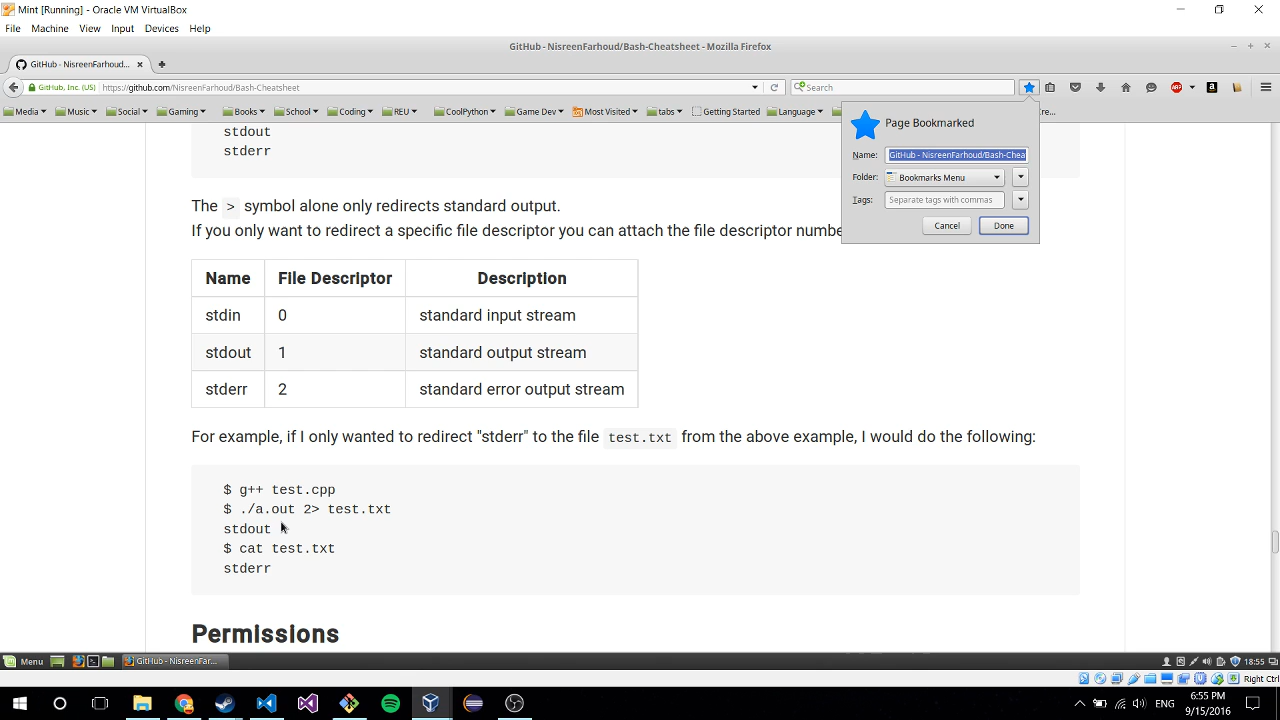 Mint [Running] - Oracle VM VirtualBox
File Machine View Input Devices Help
GitHub - NisreenFarhoud/Bash-Cheatsheet - Mozilla Firefox
GitHub - NisreenFarhoud...
GitHub, Inc. (US) https://github.com/NisreenFarhoud/Bash-Cheatsheet
Search
Media Music Social Gaming Books School Coding REU CoolPython Game Dev Most Visited tabs Getting Started Language
Page Bookmarked
Name: GitHub - NisreenFarhoud/Bash-Chea
Folder: Bookmarks Menu
Tags: Separate tags with commas
Cancel Done
stdout
stderr
The > symbol alone only redirects standard output.
If you only want to redirect a specific file descriptor you can attach the file descriptor numbe
Name File Descriptor Description
stdin 0 standard input stream
stdout 1 standard output stream
stderr 2 standard error output stream
For example, if I only wanted to redirect "stderr" to the file test.txt from the above example, I would do the following:
$ g++ test.cpp
$ ./a.out 2> test.txt
stdout
$ cat test.txt
stderr
Permissions
Menu GitHub - NisreenFar... 18:55
Right Ctrl
ENG
6:55 PM
9/15/2016